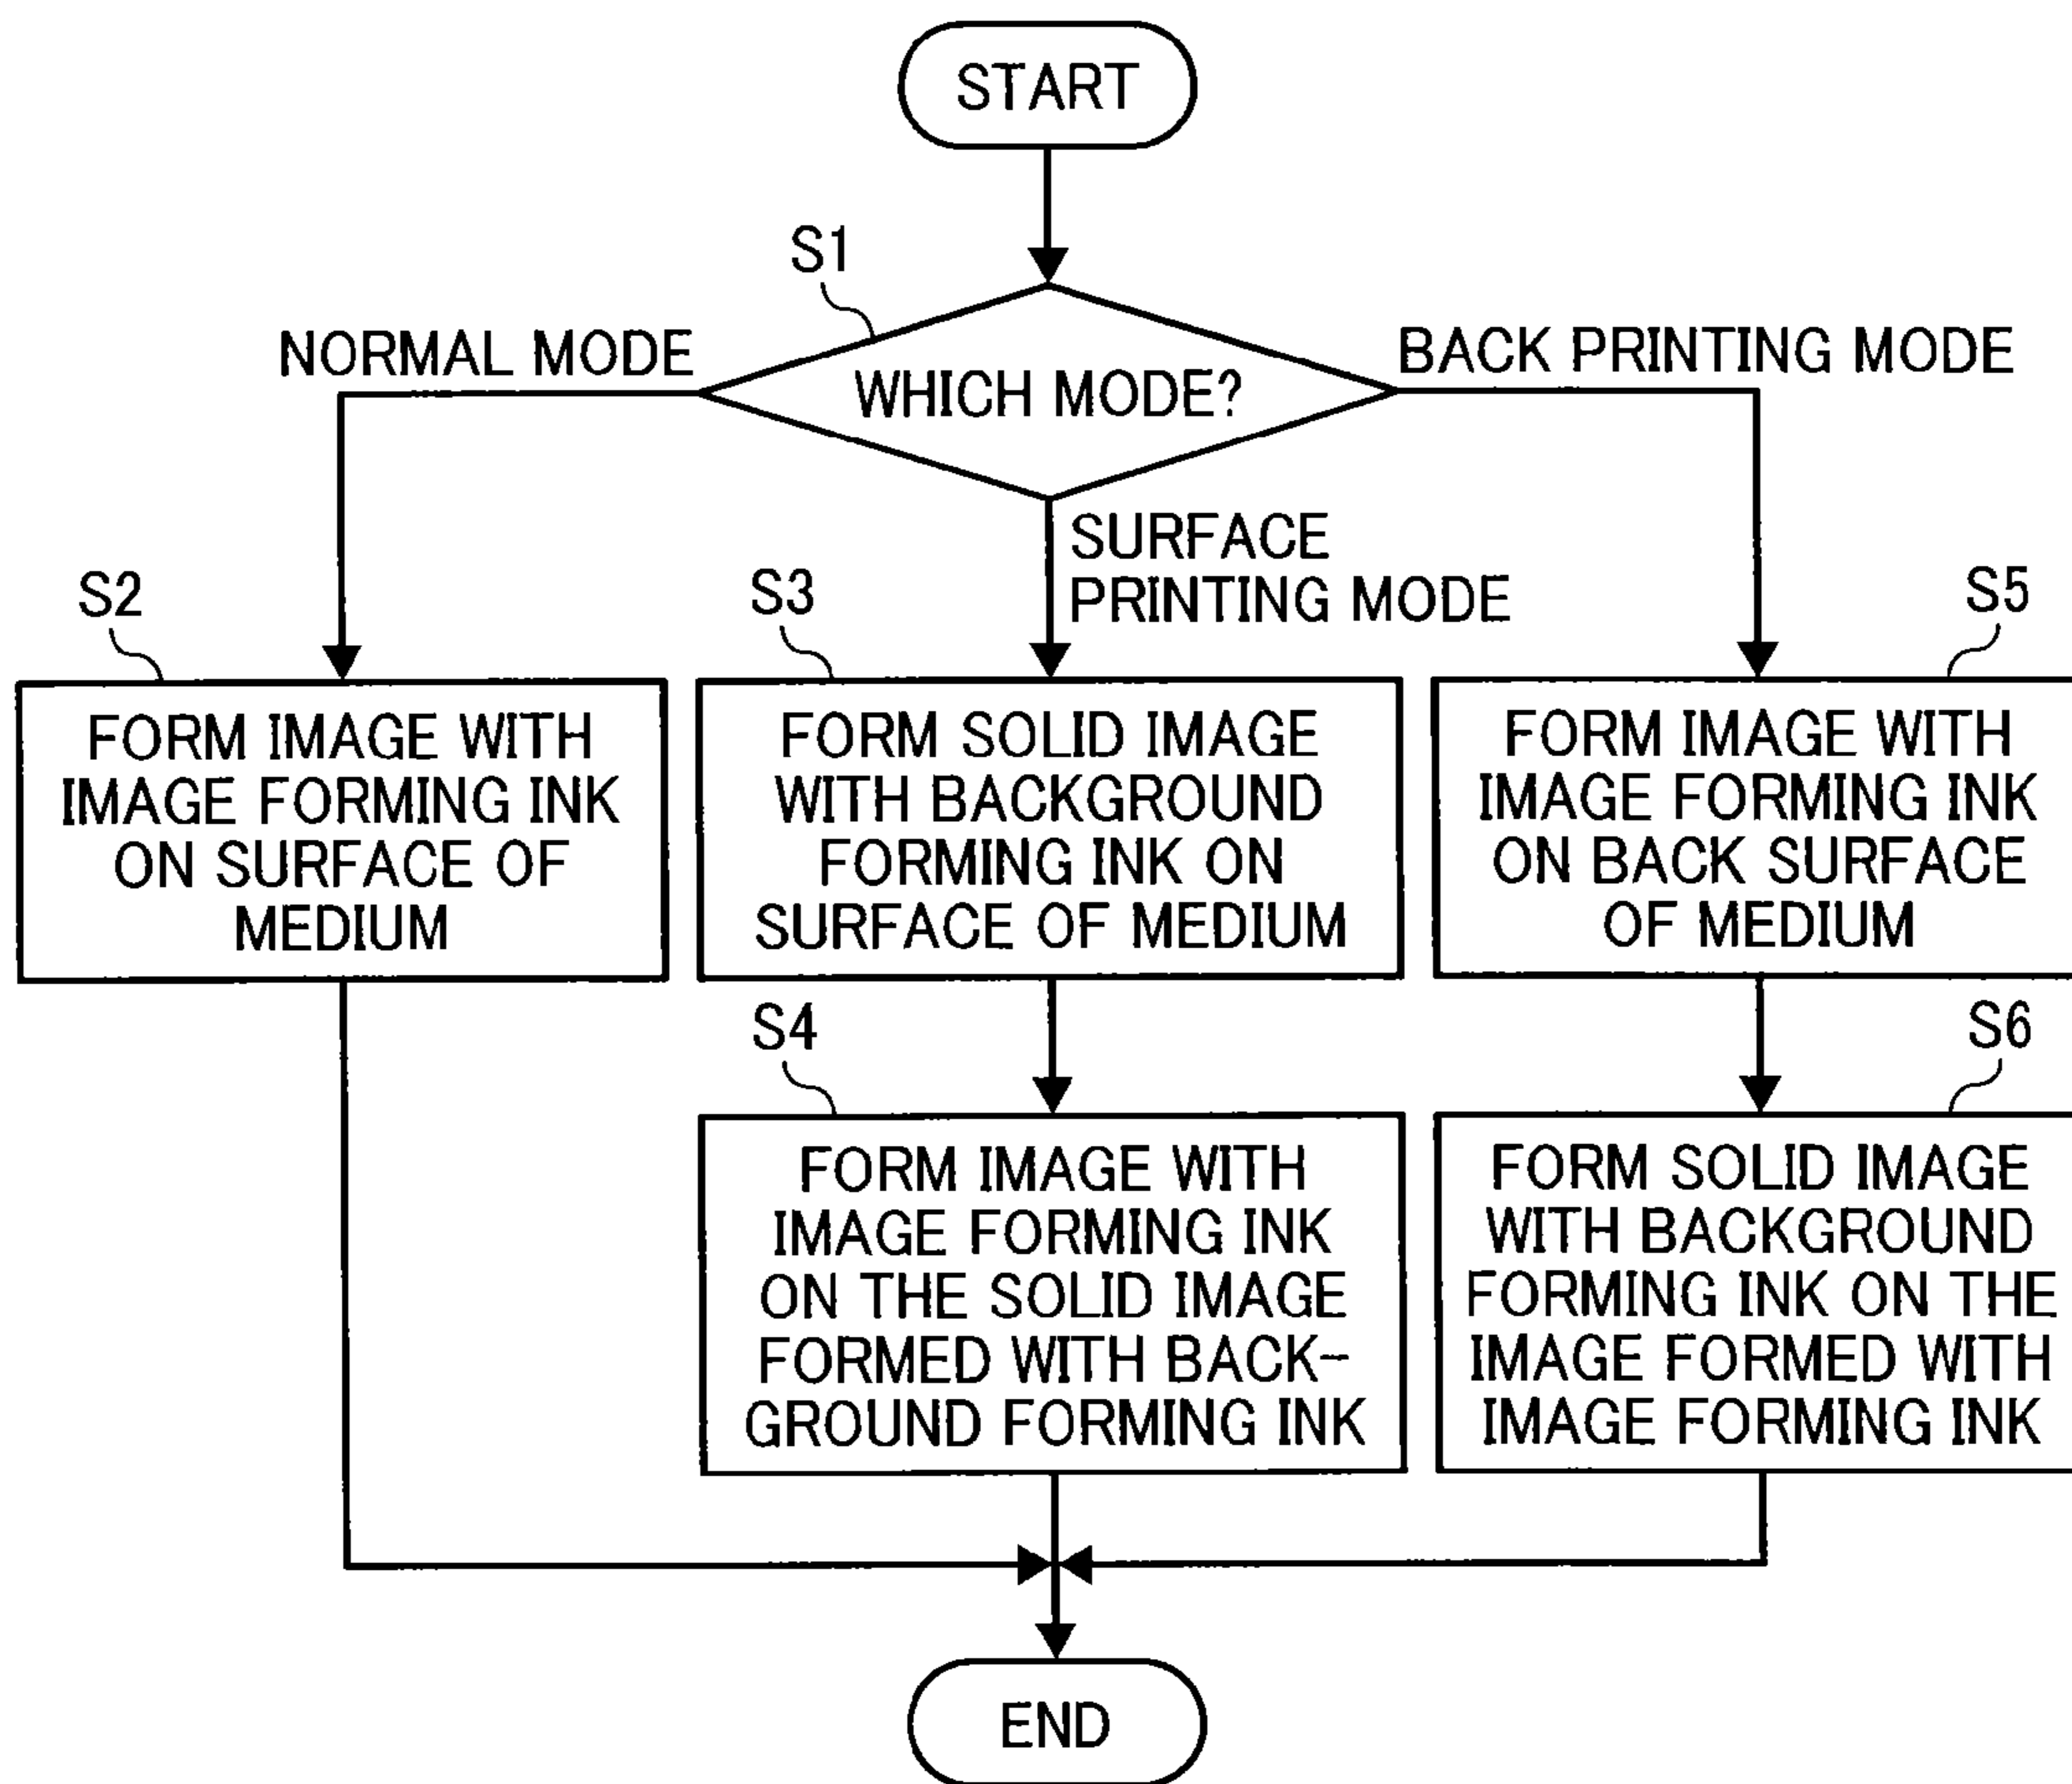 START
S1
NORMAL MODE
WHICH MODE?
BACK PRINTING MODE
SURFACE
PRINTING MODE
S2
FORM IMAGE WITH
IMAGE FORMING INK
ON SURFACE OF
MEDIUM
S3
FORM SOLID IMAGE
WITH BACKGROUND
FORMING INK ON
SURFACE OF MEDIUM
S5
FORM IMAGE WITH
IMAGE FORMING INK
ON BACK SURFACE
OF MEDIUM
S4
FORM IMAGE WITH
IMAGE FORMING INK
ON THE SOLID IMAGE
FORMED WITH BACK-
GROUND FORMING INK
S6
FORM SOLID IMAGE
WITH BACKGROUND
FORMING INK ON THE
IMAGE FORMED WITH
IMAGE FORMING INK
END